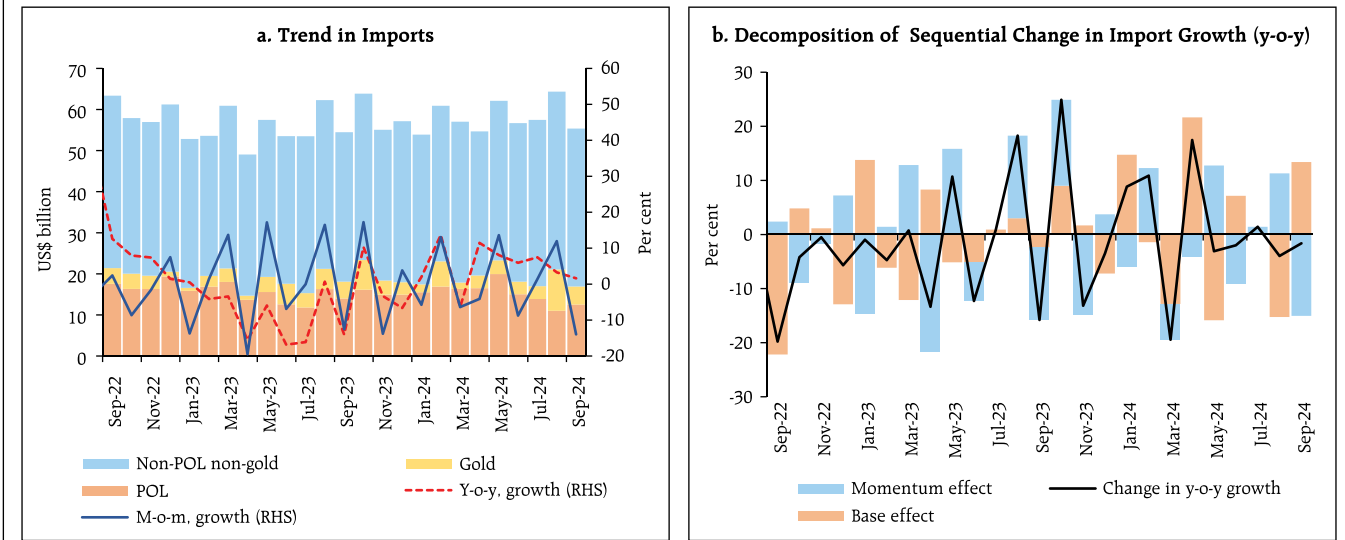 a. Trend in Imports
70
60
50
40
30
20
10
0
US$ billion
60
50
40
30
20
10
0
-10
-20
Per cent
Sep-22
Nov-22
Jan-23
Mar-23
May-23
Jul-23
Sep-23
Nov-23
Jan-24
Mar-24
May-24
Jul-24
Sep-24
Non-POL non-gold
Gold
POL
Y-o-y, growth (RHS)
M-o-m, growth (RHS)
b. Decomposition of Sequential Change in Import Growth (y-o-y)
30
20
10
0
-10
-20
-30
Per cent
Sep-22
Nov-22
Jan-23
Mar-23
May-23
Jul-23
Sep-23
Nov-23
Jan-24
Mar-24
May-24
Jul-24
Sep-24
Momentum effect
Change in y-o-y growth
Base effect